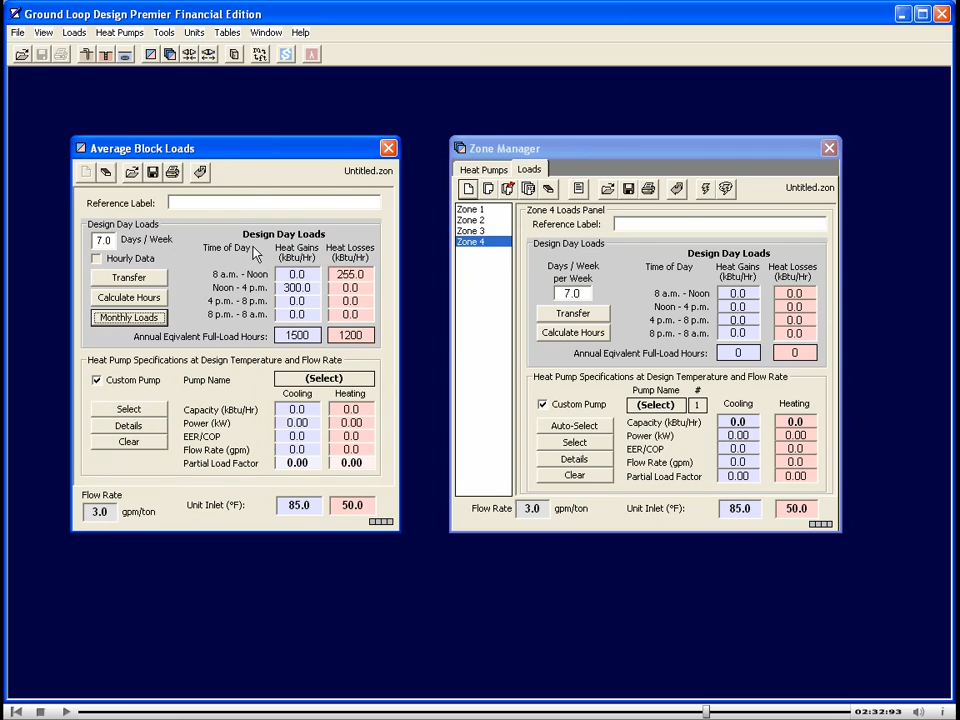 Ground Loop Design Premier Financial Edition
File View Loads Heat Pumps Tools Units Tables Window Help
Average Block Loads
Untitled.zon
Reference Label:
Design Day Loads
7.0 Days / Week
Hourly Data
Transfer
Calculate Hours
Monthly Loads
Design Day Loads
Time of Day Heat Gains Heat Losses
(kBtu/Hr) (kBtu/Hr)
8 a.m. - Noon 0.0 255.0
Noon - 4 p.m. 300.0 0.0
4 p.m. - 8 p.m. 0.0 0.0
8 p.m. - 8 a.m. 0.0 0.0
Annual Eqivalent Full-Load Hours: 1500 1200
Heat Pump Specifications at Design Temperature and Flow Rate
Custom Pump Pump Name (Select)
Cooling Heating
Select
Details
Clear
Capacity (kBtu/Hr) 0.0 0.0
Power (kW) 0.00 0.00
EER/COP 0.0 0.0
Flow Rate (gpm) 0.0 0.0
Partial Load Factor 0.00 0.00
Flow Rate
3.0 gpm/ton
Unit Inlet (°F): 85.0 50.0
Zone Manager
Heat Pumps Loads
Untitled.zon
Zone 1
Zone 2
Zone 3
Zone 4
Zone 4 Loads Panel
Reference Label:
Design Day Loads
Days / Week
per Week
7.0
Transfer
Calculate Hours
Design Day Loads
Time of Day Heat Gains Heat Losses
(kBtu/Hr) (kBtu/Hr)
8 a.m. - Noon 0.0 0.0
Noon - 4 p.m. 0.0 0.0
4 p.m. - 8 p.m. 0.0 0.0
8 p.m. - 8 a.m. 0.0 0.0
Annual Equivalent Full-Load Hours: 0 0
Heat Pump Specifications at Design Temperature and Flow Rate
Pump Name # Cooling Heating
Custom Pump (Select) 1
Auto-Select
Select
Details
Clear
Capacity (kBtu/Hr) 0.0 0.0
Power (kW) 0.00 0.00
EER/COP 0.0 0.0
Flow Rate (gpm) 0.0 0.0
Partial Load Factor 0.00 0.00
Flow Rate 3.0 gpm/ton Unit Inlet (°F): 85.0 50.0
02:32:93